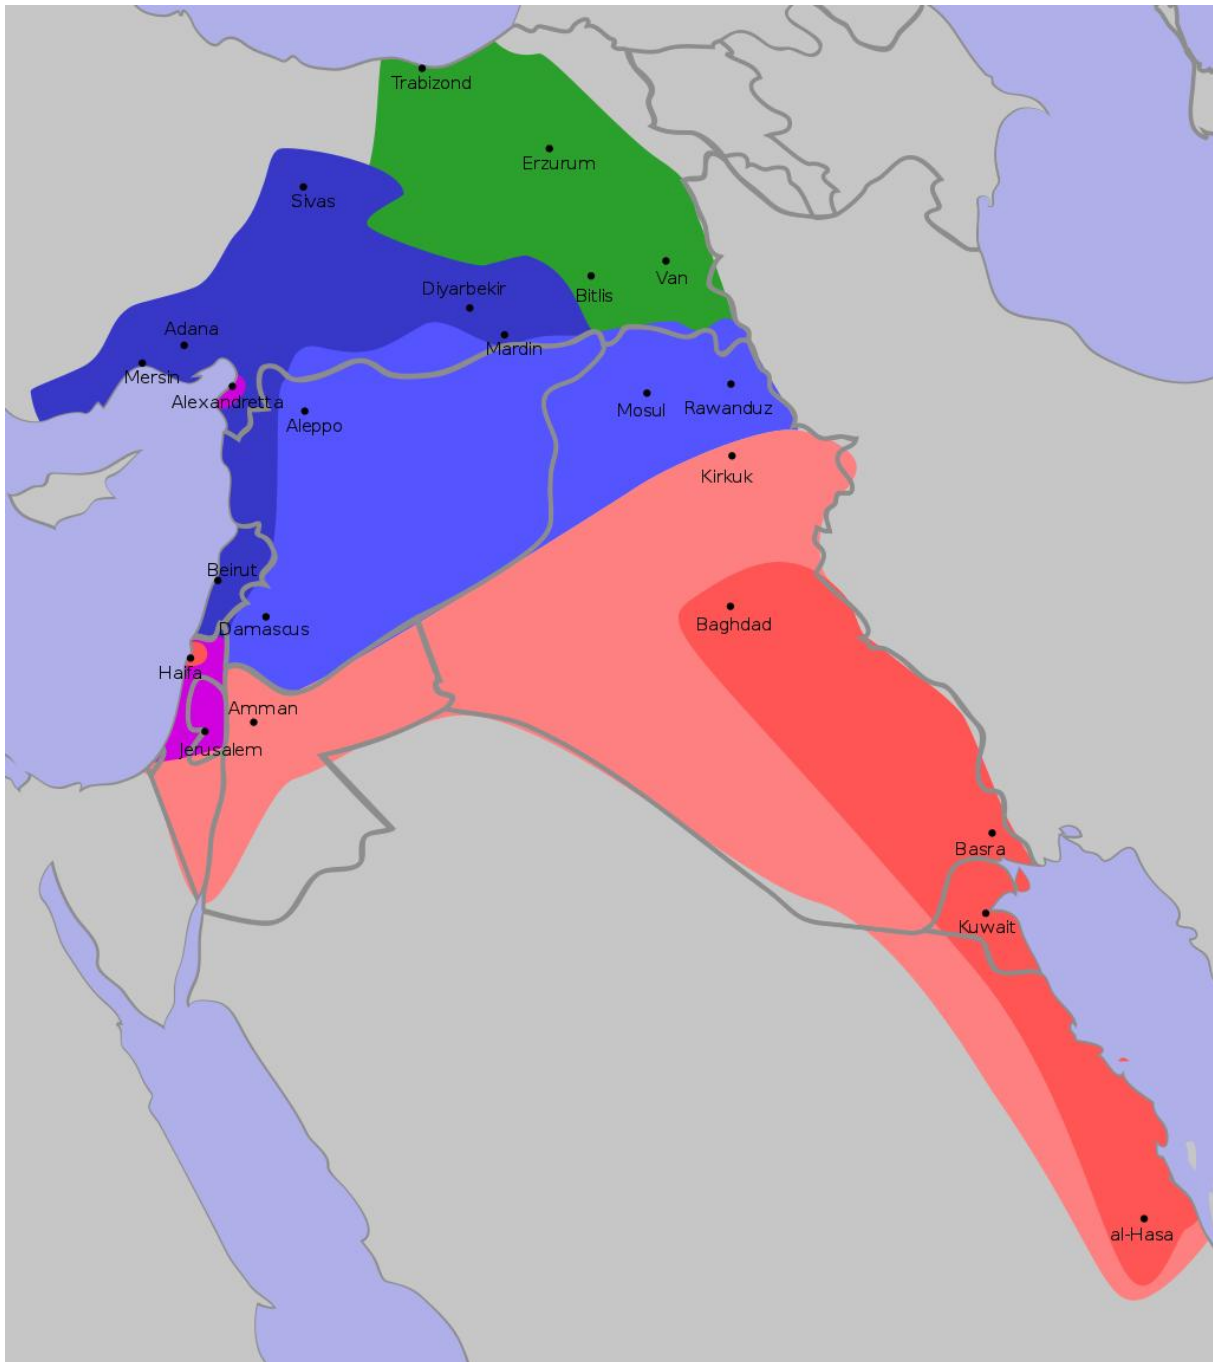 Trabizond
Erzurum
Sivas
Van
Bitlis
Diyarbekir
Adana
Mardin
Mersin
Alexandretta
Aleppo
Mosul
Rawanduz
Kirkuk
Beirut
Damascus
Baghdad
Haifa
Amman
Jerusalem
Basra
Kuwait
al-Hasa